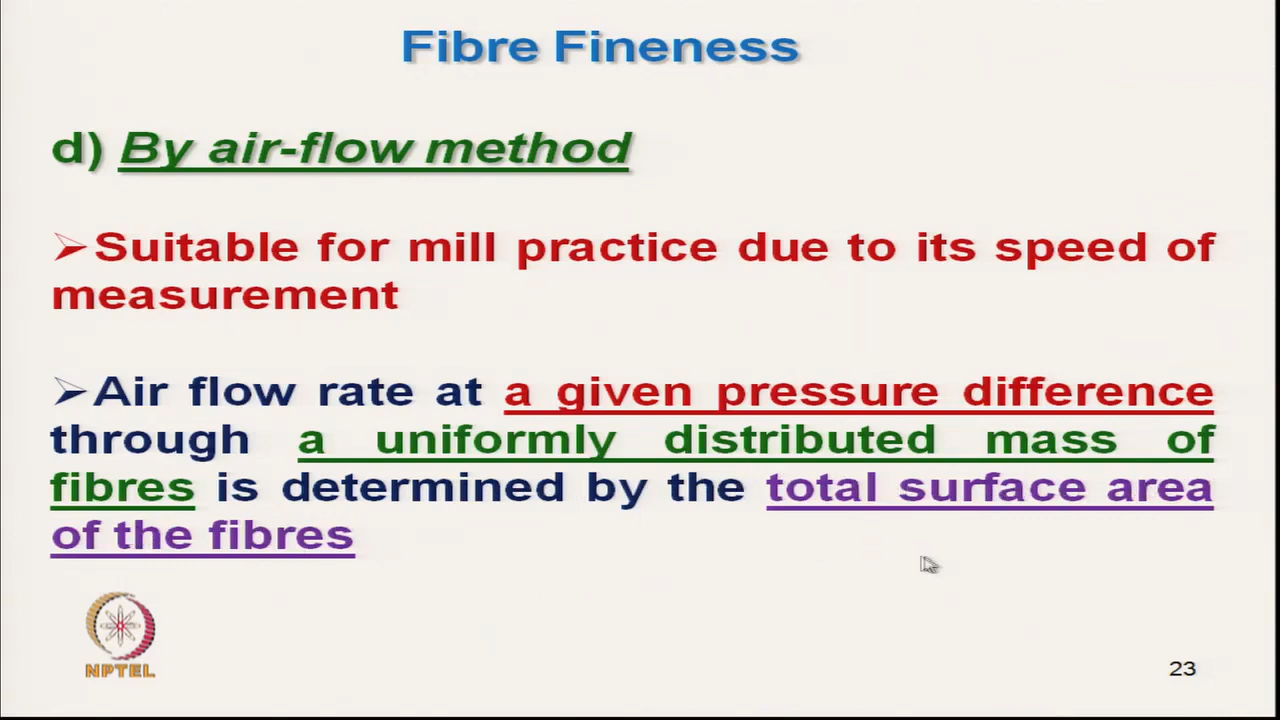 Fibre Fineness
d) By air-flow method
➢Suitable for mill practice due to its speed of
measurement
➢Air flow rate at a given pressure difference
through a uniformly distributed mass of
fibres is determined by the total surface area
of the fibres
NPTEL
23